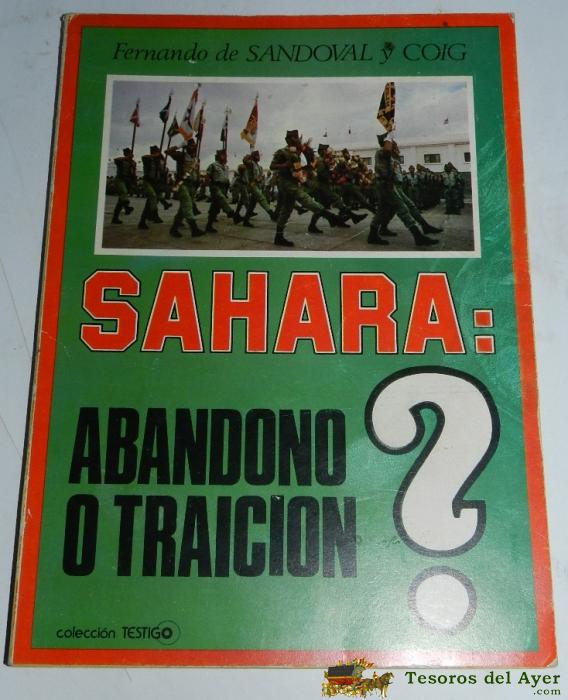 Fernando de SANDOVAL y COIG
SAHARA:
ABANDONO
O TRAICION
?
colección TESTIGO
Tesoros del Ayer
.com